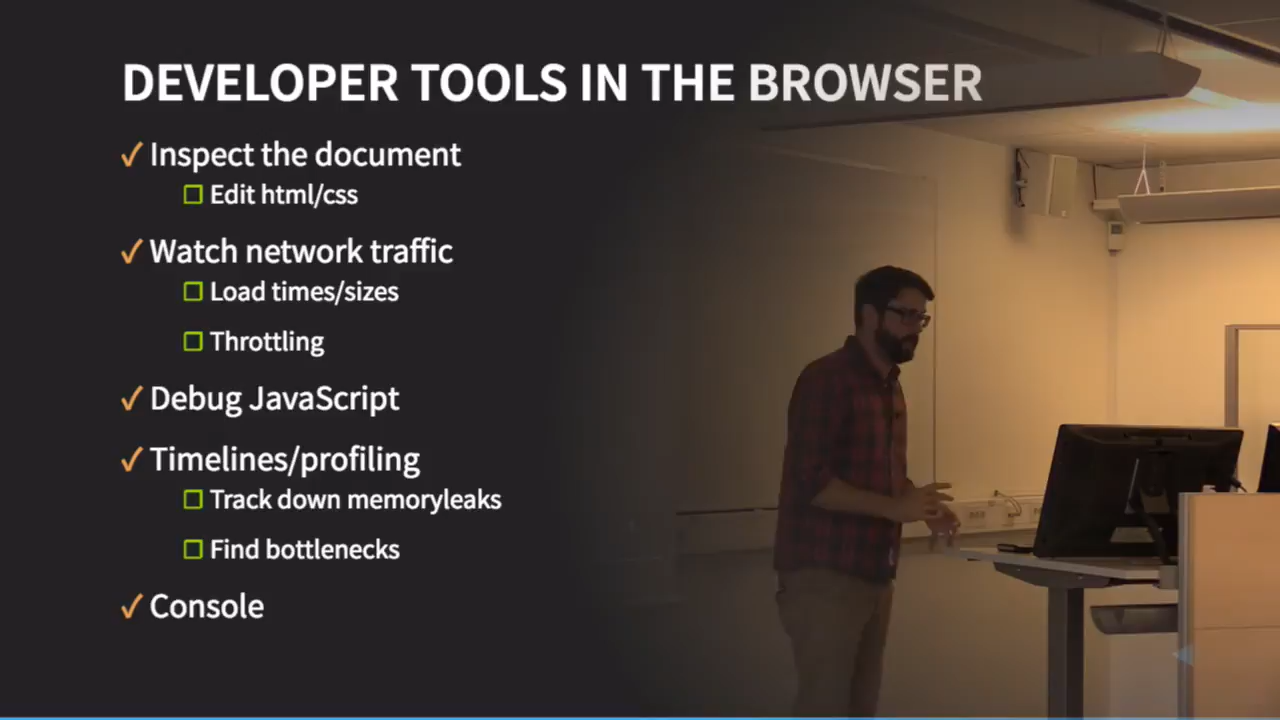 DEVELOPER TOOLS IN THE BROWSER
Inspect the document
Edit html/css
Watch network traffic
Load times/sizes
Throttling
Debug JavaScript
Timelines/profiling
Track down memoryleaks
Find bottlenecks
Console